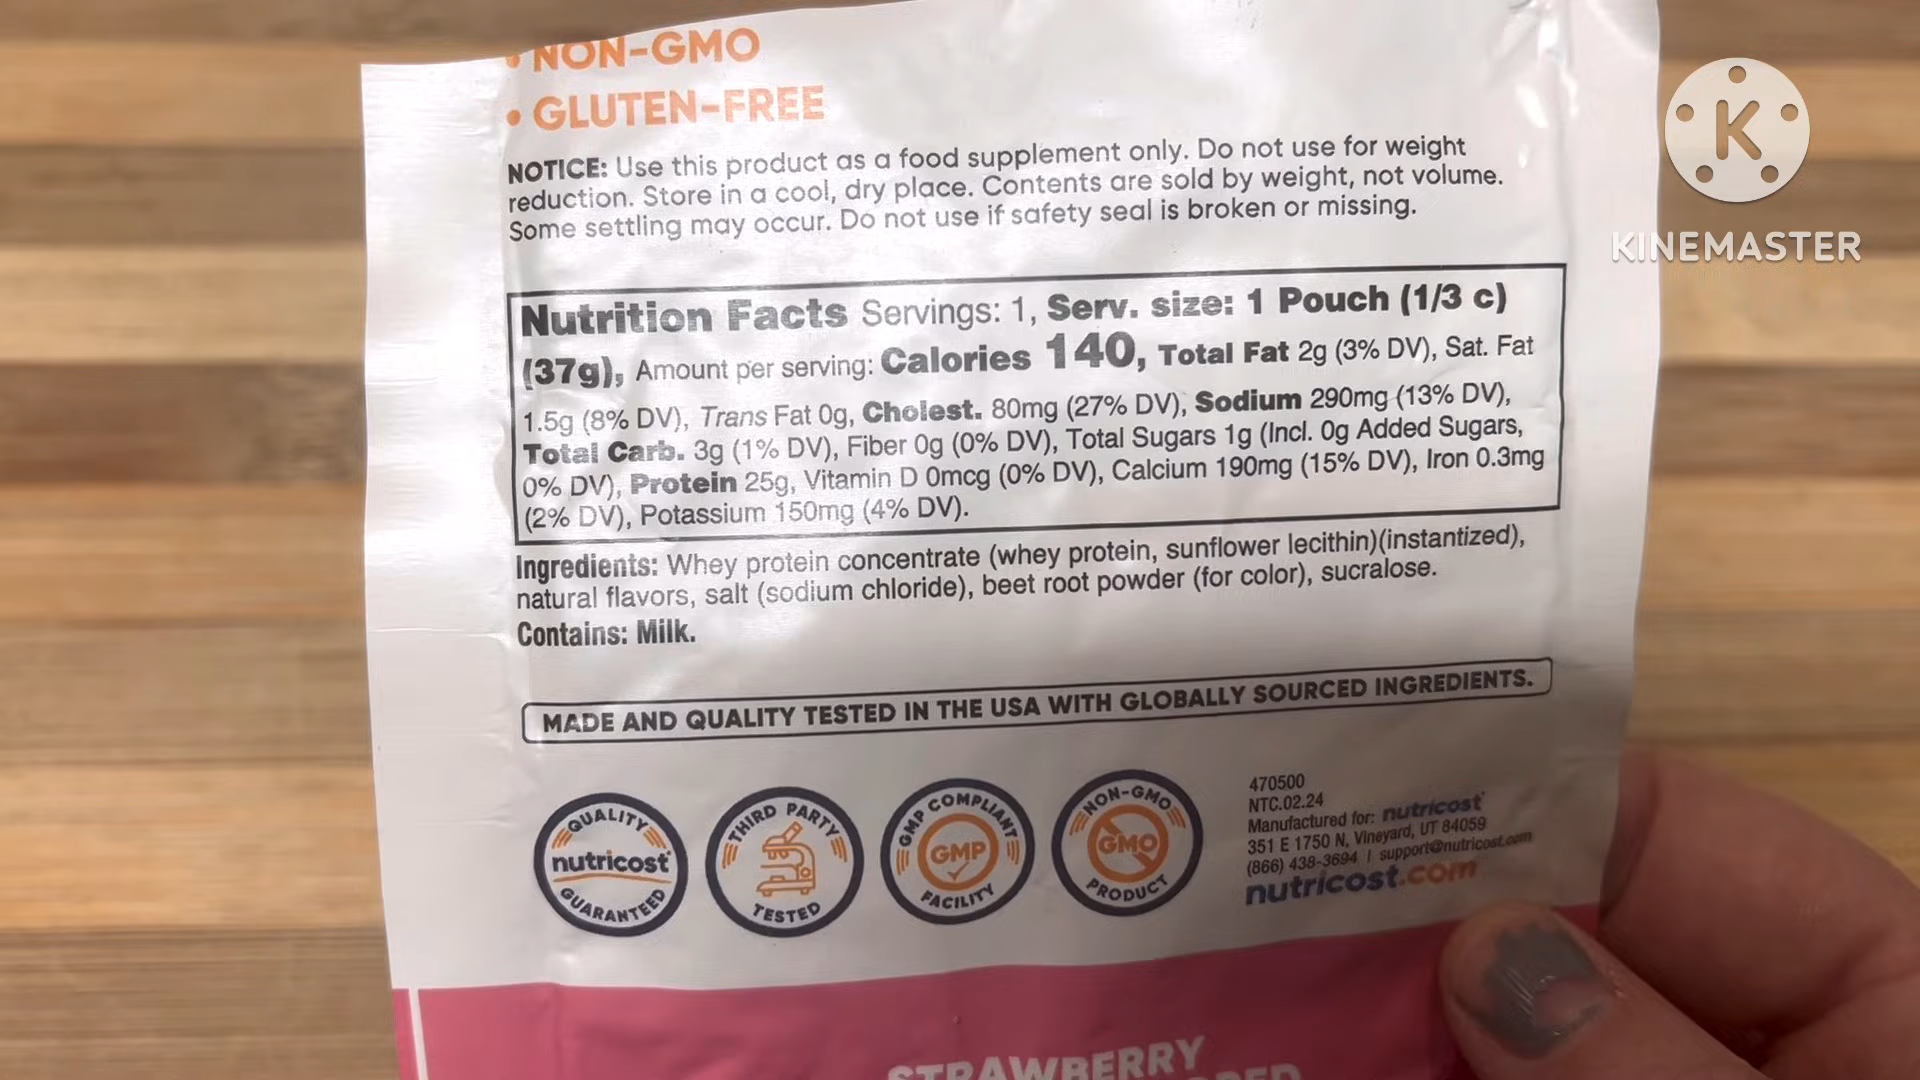 • NON-GMO
• GLUTEN-FREE
NOTICE: Use this product as a food supplement only. Do not use for weight
reduction. Store in a cool, dry place. Contents are sold by weight, not volume.
Some settling may occur. Do not use if safety seal is broken or missing.
Nutrition Facts Servings: 1, Serv. size: 1 Pouch (1/3 c)
(37g), Amount per serving: Calories 140, Total Fat 2g (3% DV), Sat. Fat
1.5g (8% DV), Trans Fat 0g, Cholest. 80mg (27% DV), Sodium 290mg (13% DV),
Total Carb. 3g (1% DV), Fiber 0g (0% DV), Total Sugars 1g (Incl. 0g Added Sugars,
0% DV), Protein 25g, Vitamin D 0mcg (0% DV), Calcium 190mg (15% DV), Iron 0.3mg
(2% DV), Potassium 150mg (4% DV).
Ingredients: Whey protein concentrate (whey protein, sunflower lecithin)(instantized),
natural flavors, salt (sodium chloride), beet root powder (for color), sucralose.
Contains: Milk.
MADE AND QUALITY TESTED IN THE USA WITH GLOBALLY SOURCED INGREDIENTS.
QUALITY
nutricost
GUARANTEED
THIRD PARTY
TESTED
GMP COMPLIANT
GMP
FACILITY
NON-GMO
GMO
PRODUCT
470500
NTC.02.24
Manufactured for: nutricost
351 E 1750 N, Vineyard, UT 84059
(866) 438-3694 | support@nutricost.com
nutricost.com
STRAWBERRY
K
KINEMASTER